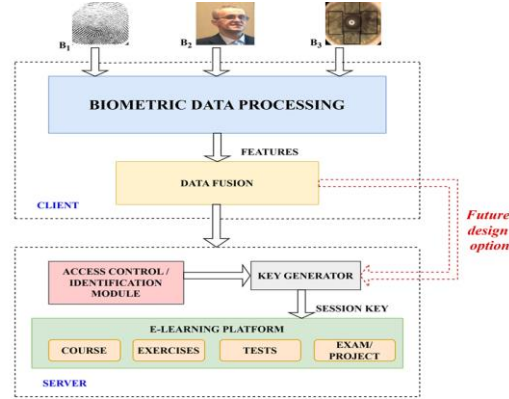 B1
B2
B3
BIOMETRIC DATA PROCESSING
FEATURES
DATA FUSION
CLIENT
Future
design
option
ACCESS CONTROL /
IDENTIFICATION
MODULE
KEY GENERATOR
SESSION KEY
E-LEARNING PLATFORM
COURSE
EXERCISES
TESTS
EXAM/
PROJECT
SERVER